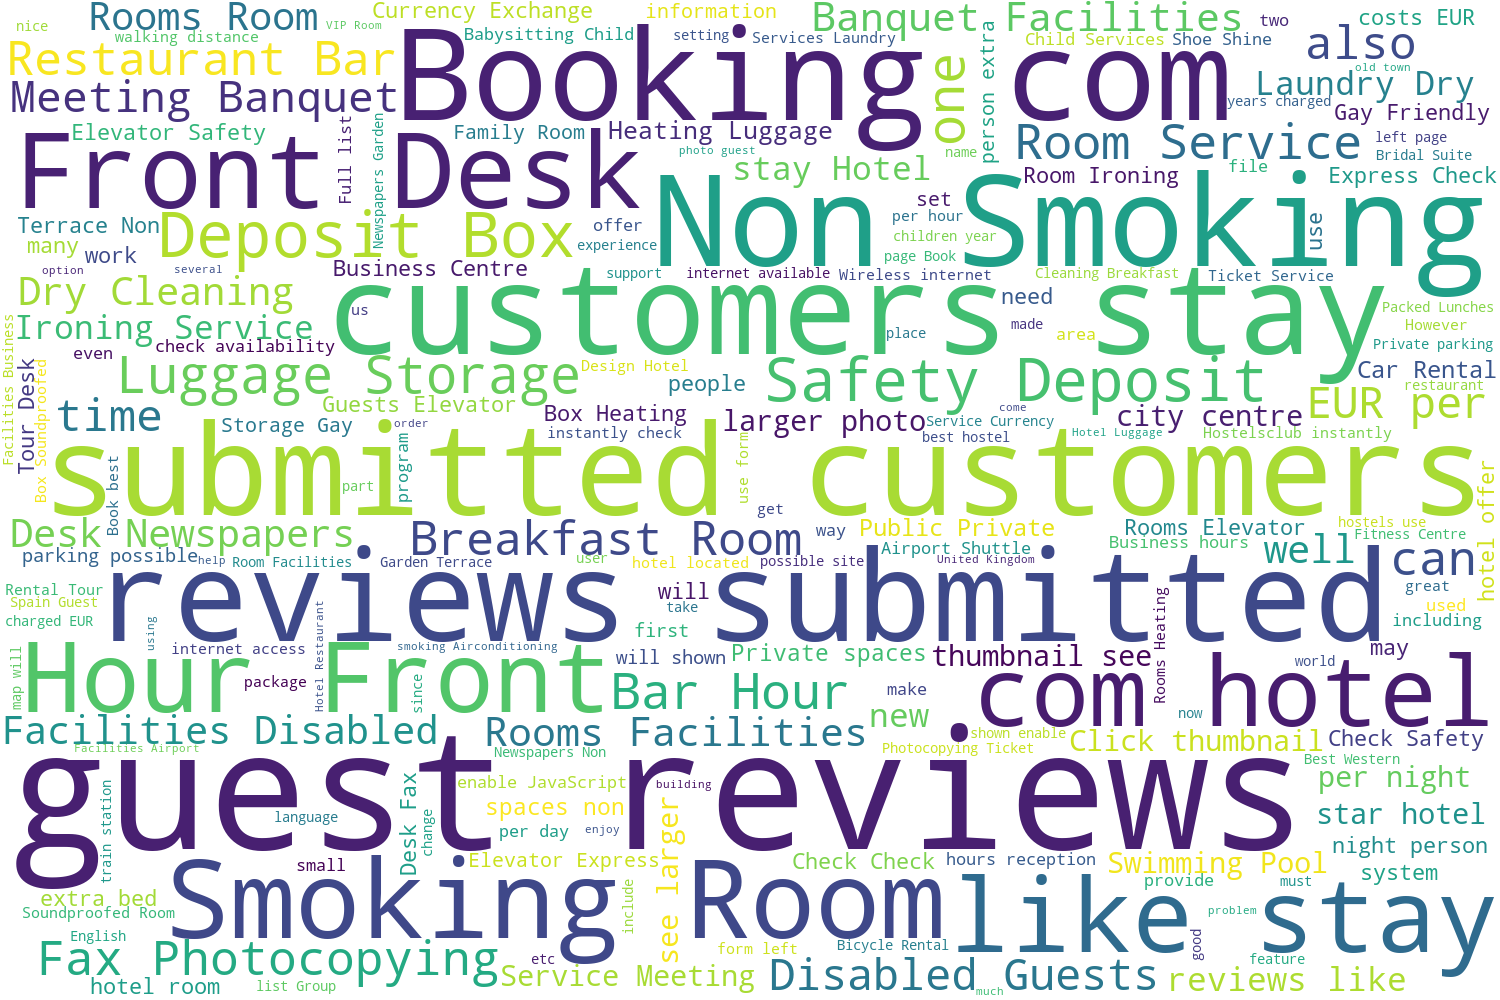 nice
Rooms Room
VIP Room
Currency Exchange
information
Banquet Facilities
two
costs EUR
walking distance
Babysitting Child
setting
Services Laundry
Child Services
Shoe Shine
also
Restaurant Bar
Booking com
one
person extra
old town
Laundry Dry
Meeting Banquet
years charged
Gay Friendly
Elevator Safety
Full list
Newspapers Garden
Family Room
Heating Luggage
Room Service
left page
Front Desk
photo guest
name
Bridal Suite
stay Hotel
file
Room Ironing
Express Check
Non Smoking
set
Terrace Non
Deposit Box
offer
per hour
use
many
work
experience
children year
page Book
option
several
Business Centre
support
internet available
Wireless internet
Cleaning Breakfast
Ticket Service
Dry Cleaning
customers stay
need
Packed Lunches
us
Ironing Service
place
made
area
However
Facilities Business
even
check availability
Private parking
Tour Desk
Box Soundproofed
Luggage Storage
Design Hotel
people
Safety Deposit
Car Rental
restaurant
time
Guests Elevator
Box Heating
larger photo
come
city centre
EUR per
Storage Gay
order
instantly check
Service Currency
best hostel
Hotel Luggage
Hostelsclub instantly
submitted customers
Book best
part
program
use form
hotel offer
get
Desk Newspapers
Breakfast Room
way
Public Private
Rooms Elevator
hostels use
Fitness Centre
parking possible
help
Room Facilities
Garden Terrace
user
hotel located
possible site
Airport Shuttle
United Kingdom
Business hours
well
can
reviews submitted
Rental Tour
Spain Guest
charged EUR
will
take
great
used
including
using
Hotel Restaurant
first
Rooms Heating
internet access
smoking Airconditioning
will shown
Private spaces
thumbnail see
may
map will
Hour Front
package
since
world
Bar Hour
make
com hotel
new
now
Facilities Disabled
Rooms Facilities
shown enable
Click thumbnail
Check Safety
Facilities Airport
Newspapers Non
Photocopying Ticket
Best Western
guest reviews
enable JavaScript
building
per night
train station
Desk Fax
spaces non
see larger
star hotel
language
change
per day
enjoy
night person
small
Elevator Express
Check Check
hours reception
Swimming Pool
system
extra bed
Smoking Room
include
provide
must
like stay
Soundproofed Room
problem
English
form left
Bicycle Rental
good
Fax Photocopying
etc
feature
hotel room
list Group
Service Meeting
Disabled Guests
much
reviews like